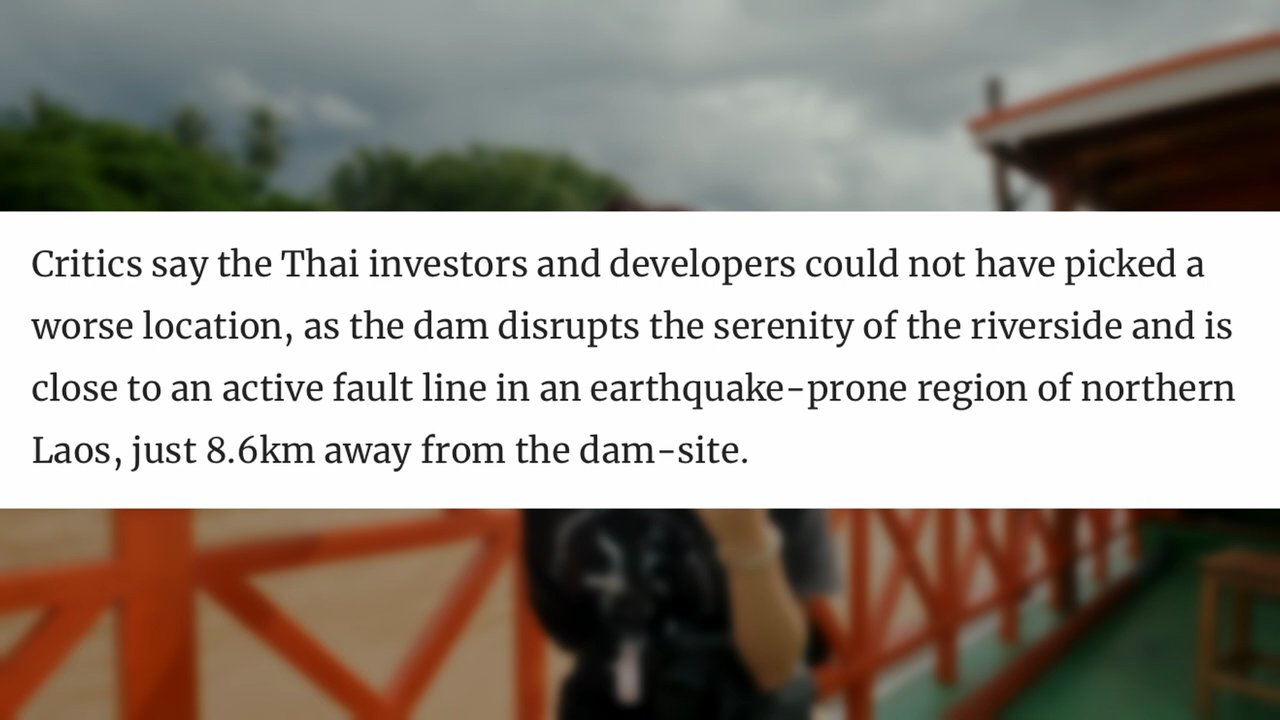 Critics say the Thai investors and developers could not have picked a
worse location, as the dam disrupts the serenity of the riverside and is
close to an active fault line in an earthquake-prone region of northern
Laos, just 8.6km away from the dam-site.